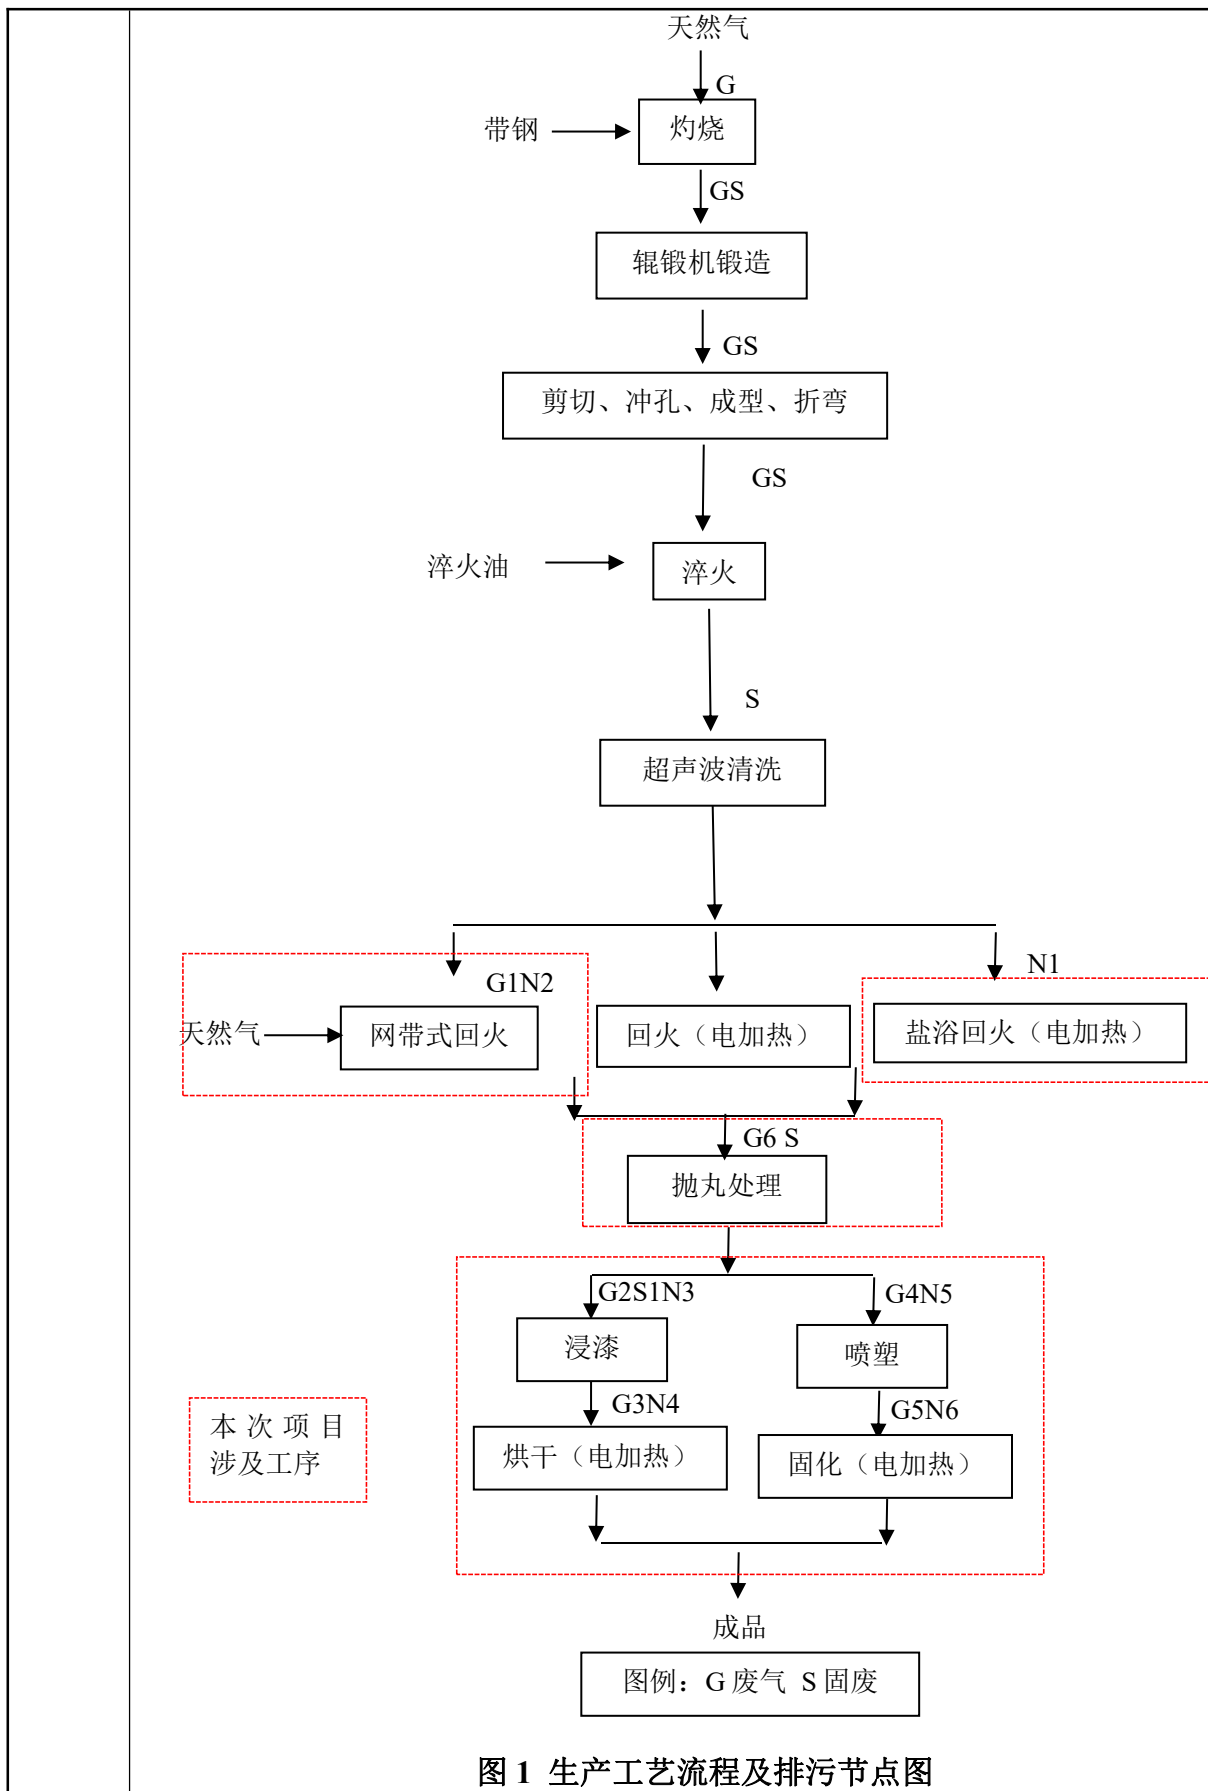 天然气
G
带钢
灼烧
GS
辊锻机锻造
GS
剪切、冲孔、成型、折弯
GS
淬火油
淬火
S
超声波清洗
G1N2
N1
天然气
网带式回火
回火（电加热）
盐浴回火（电加热）
G6 S
抛丸处理
G2S1N3
G4N5
浸漆
喷塑
G3N4
G5N6
本次项目
涉及工序
烘干（电加热）
固化（电加热）
成品
图例：G 废气 S 固废
图 1 生产工艺流程及排污节点图